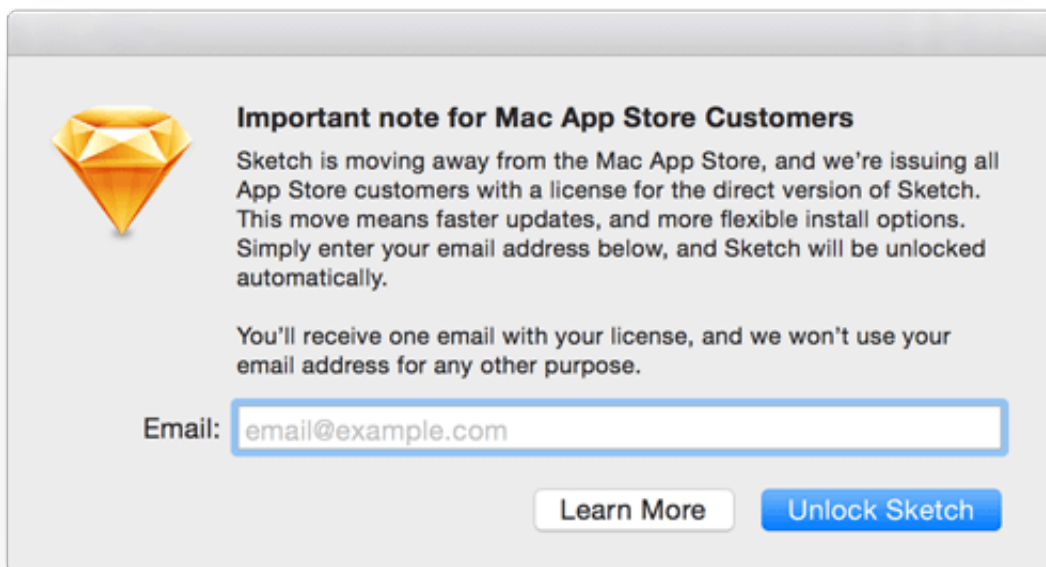 Important note for Mac App Store Customers
Sketch is moving away from the Mac App Store, and we're issuing all
App Store customers with a license for the direct version of Sketch.
This move means faster updates, and more flexible install options.
Simply enter your email address below, and Sketch will be unlocked
automatically.
You'll receive one email with your license, and we won't use your
email address for any other purpose.
Email: email@example.com
Learn More Unlock Sketch